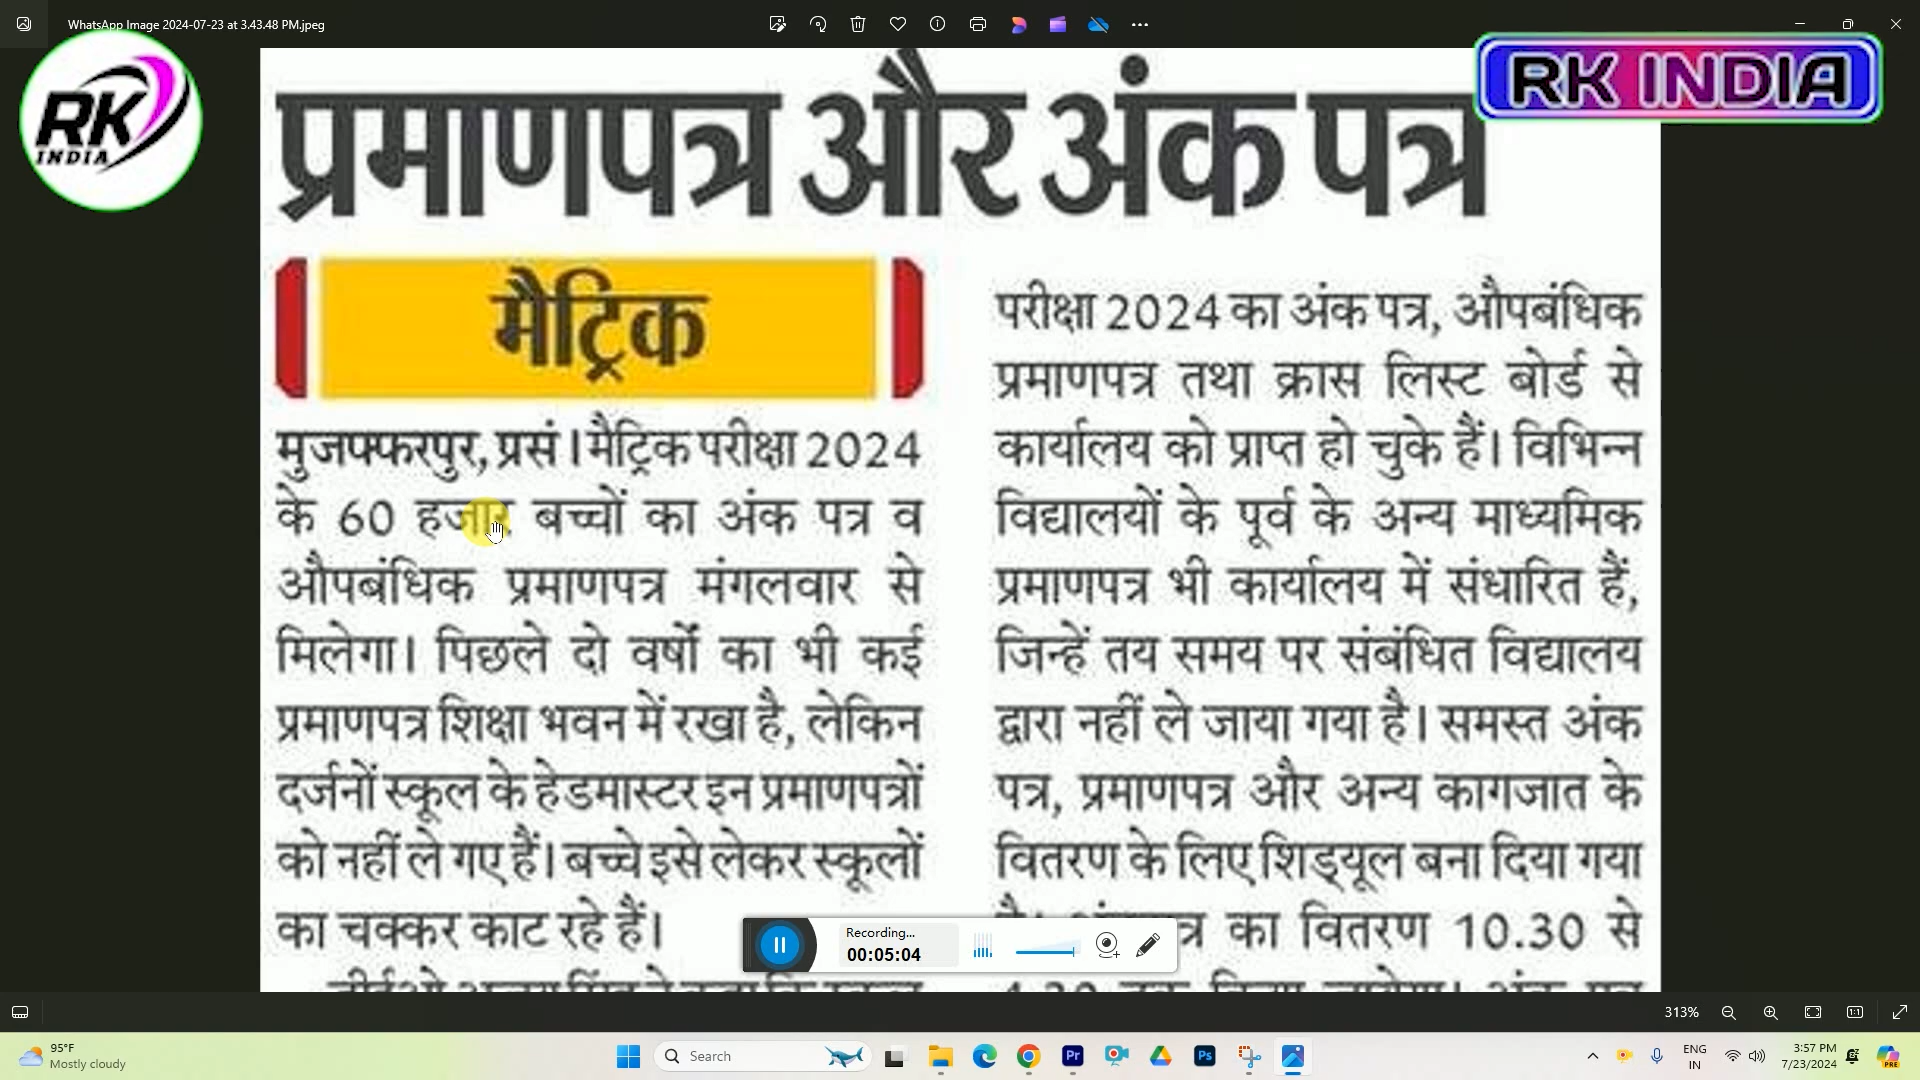 WhatsApp Image 2024-07-23 at 3.43.48 PM.jpeg
RK
INDIA
RK INDIA
प्रमाणपत्र और अंक पत्र
मैट्रिक
मुजफ्फरपुर, प्रसं। मैट्रिक परीक्षा 2024
के 60 हजार बच्चों का अंक पत्र व
औपबंधिक प्रमाणपत्र मंगलवार से
मिलेगा। पिछले दो वर्षों का भी कई
प्रमाणपत्र शिक्षा भवन में रखा है, लेकिन
दर्जनों स्कूल के हेडमास्टर इन प्रमाणपत्रों
को नहीं ले गए हैं। बच्चे इसे लेकर स्कूलों
का चक्कर काट रहे हैं।
परीक्षा 2024 का अंक पत्र, औपबंधिक
प्रमाणपत्र तथा क्रास लिस्ट बोर्ड से
कार्यालय को प्राप्त हो चुके हैं। विभिन्न
विद्यालयों के पूर्व के अन्य माध्यमिक
प्रमाणपत्र भी कार्यालय में संधारित हैं,
जिन्हें तय समय पर संबंधित विद्यालय
द्वारा नहीं ले जाया गया है। समस्त अंक
पत्र, प्रमाणपत्र और अन्य कागजात के
वितरण के लिए शिड्यूल बना दिया गया
का वितरण 10.30 से
Recording...
00:05:04
313%
95°F
Mostly cloudy
Search
Pr
Ps
ENG
IN
3:57 PM
7/23/2024
PRE